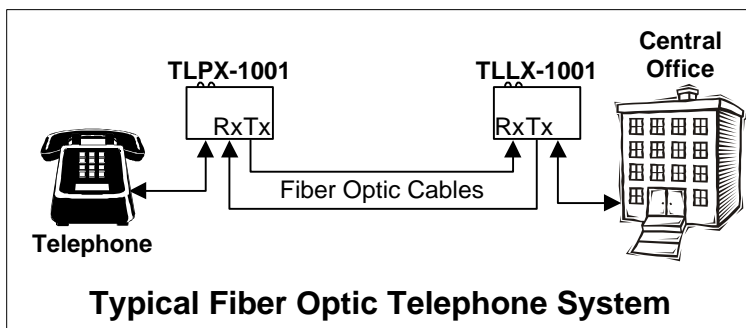 Central
Office
TLPX-1001
TLLX-1001
RxTx
RxTx
Fiber Optic Cables
Telephone
Typical Fiber Optic Telephone System